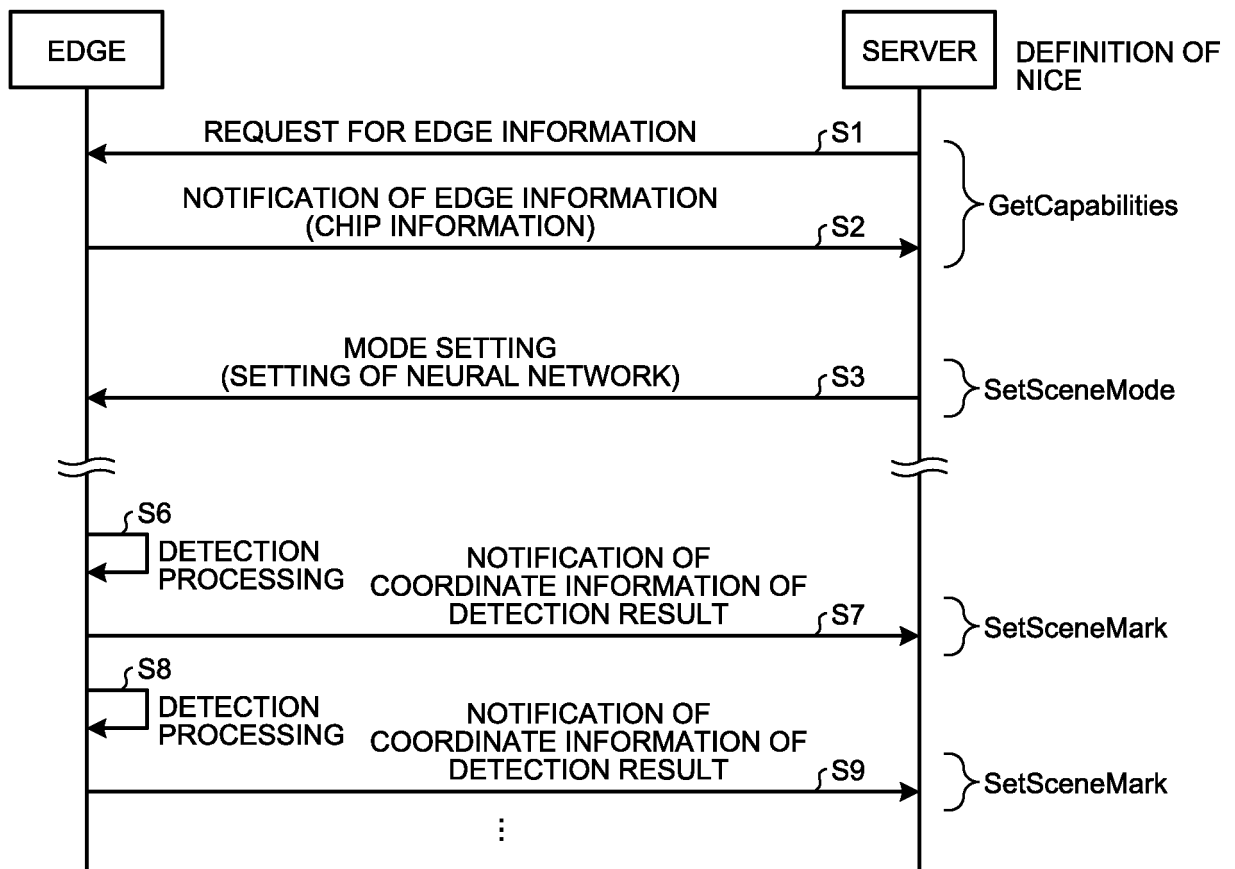 EDGE
SERVER
DEFINITION OF
NICE
REQUEST FOR EDGE INFORMATION
S1
GetCapabilities
NOTIFICATION OF EDGE INFORMATION
(CHIP INFORMATION)
S2
MODE SETTING
(SETTING OF NEURAL NETWORK)
S3
SetSceneMode
S6
DETECTION
PROCESSING
NOTIFICATION OF
COORDINATE INFORMATION OF
DETECTION RESULT
S7
SetSceneMark
S8
DETECTION
PROCESSING
NOTIFICATION OF
COORDINATE INFORMATION OF
DETECTION RESULT
S9
SetSceneMark